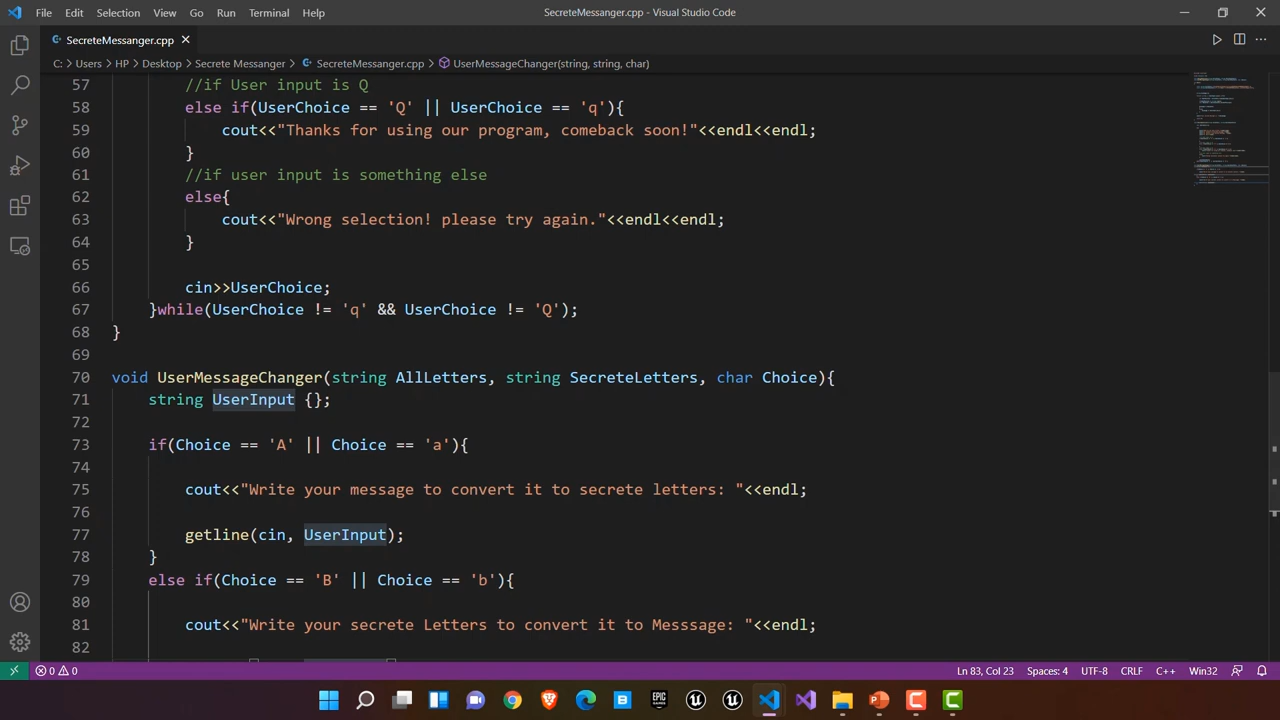 File Edit Selection View Go Run Terminal Help SecreteMessanger.cpp - Visual Studio Code
SecreteMessanger.cpp
C: > Users > HP > Desktop > Secrete Messanger > SecreteMessanger.cpp > UserMessageChanger(string, string, char)
57 //if User input is Q
58 else if(UserChoice == 'Q' || UserChoice == 'q'){
59 cout<<"Thanks for using our program, comeback soon!"<<endl<<endl;
60 }
61 //if user input is something else
62 else{
63 cout<<"Wrong selection! please try again."<<endl<<endl;
64 }
65
66 cin>>UserChoice;
67 }while(UserChoice != 'q' && UserChoice != 'Q');
68 }
69
70 void UserMessageChanger(string AllLetters, string SecreteLetters, char Choice){
71 string UserInput {};
72
73 if(Choice == 'A' || Choice == 'a'){
74
75 cout<<"Write your message to convert it to secrete letters: "<<endl;
76
77 getline(cin, UserInput);
78 }
79 else if(Choice == 'B' || Choice == 'b'){
80
81 cout<<"Write your secrete Letters to convert it to Messsage: "<<endl;
82
0 0 Ln 83, Col 23 Spaces: 4 UTF-8 CRLF C++ Win32